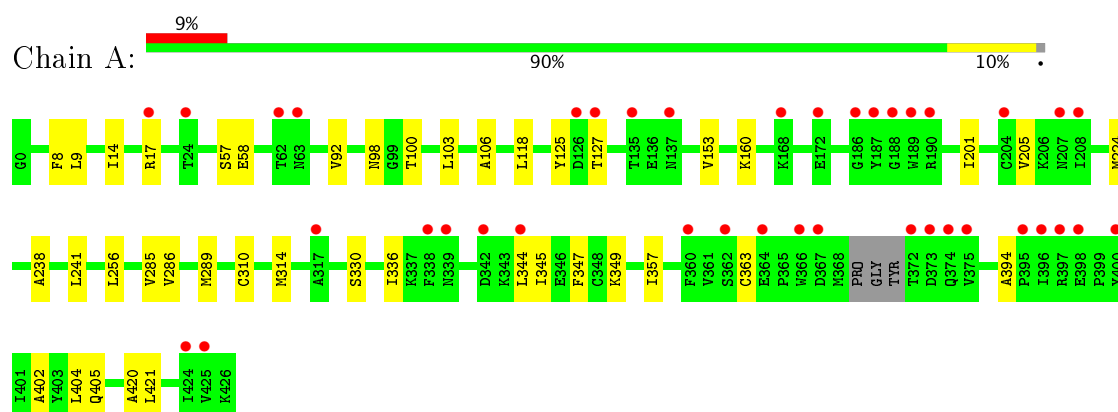 9%
Chain A:
90% 10% •
G0 F8 L9 I14 R17 T24 S57 E58 T62 N63 V92 N98 G99 T100 L103 A106 L118 Y125 D126 T127 T135 E136 N137 V153 K160 K168 E172 G186 Y187 G188 W189 R190 I201 C204 V205 K206 N207 I208
A238 L241 L256 V285 V286 M289 C310 M314 A317 S330 I336 K337 F338 N339 D342 K343 L344 I345 E346 F347 C348 K349 I357 F360 V361 S362 C363 E364 P365 W366 D367 M368 PRO GLY TYR T372 D373 Q374 V375 A394 P395 I396 R397 E398 P399
I401 A402 Y403 L404 Q405 A420 L421 I424 V425 K426